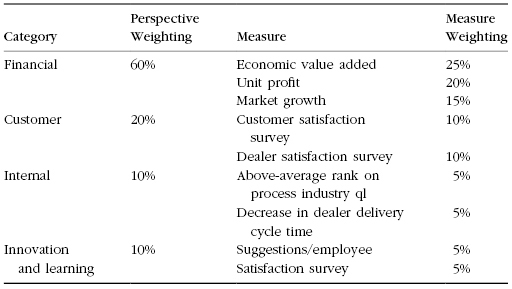 Perspective Measure
Category Weighting Measure Weighting
Financial 60% Economic value added 25%
Unit profit 20%
Market growth 15%
Customer 20% Customer satisfaction 10%
survey
Dealer satisfaction survey 10%
Internal 10% Above-average rank on 5%
process industry ql
Decrease in dealer delivery 5%
cycle time
Innovation 10% Suggestions/employee 5%
and learning Satisfaction survey 5%